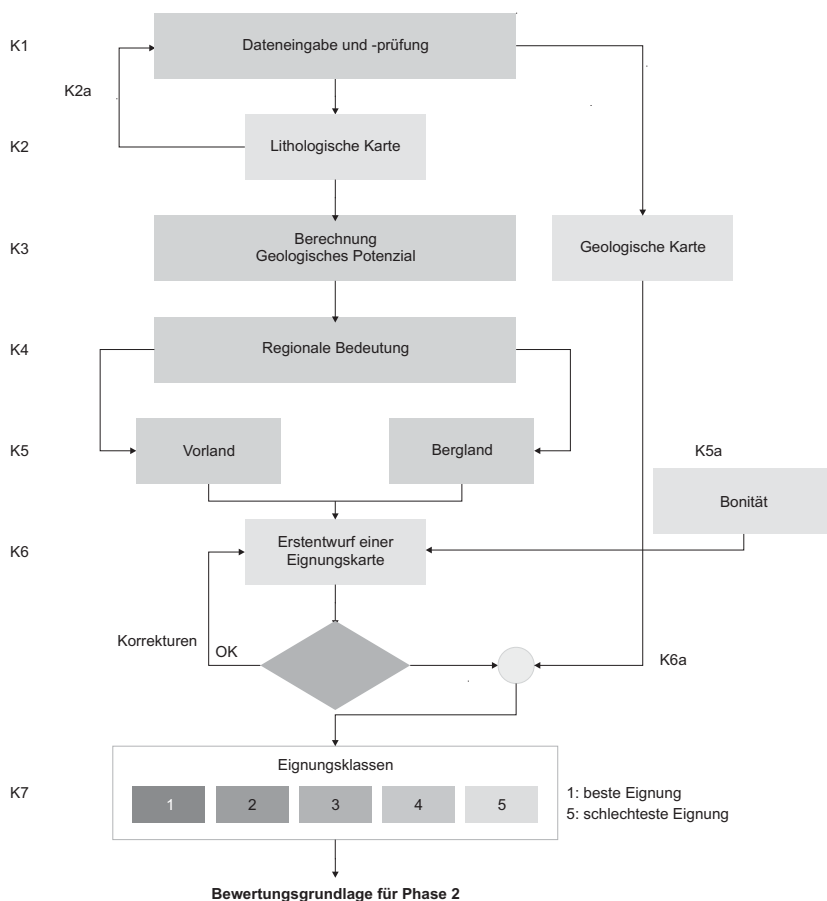 K1
Dateneingabe und -prüfung
K2a
K2
Lithologische Karte
K3
Berechnung
Geologisches Potenzial
Geologische Karte
K4
Regionale Bedeutung
K5
Vorland
Bergland
K5a
Bonität
K6
Erstentwurf einer
Eignungskarte
Korrekturen
OK
K6a
K7
Eignungsklassen
1
2
3
4
5
1: beste Eignung
5: schlechteste Eignung
Bewertungsgrundlage für Phase 2